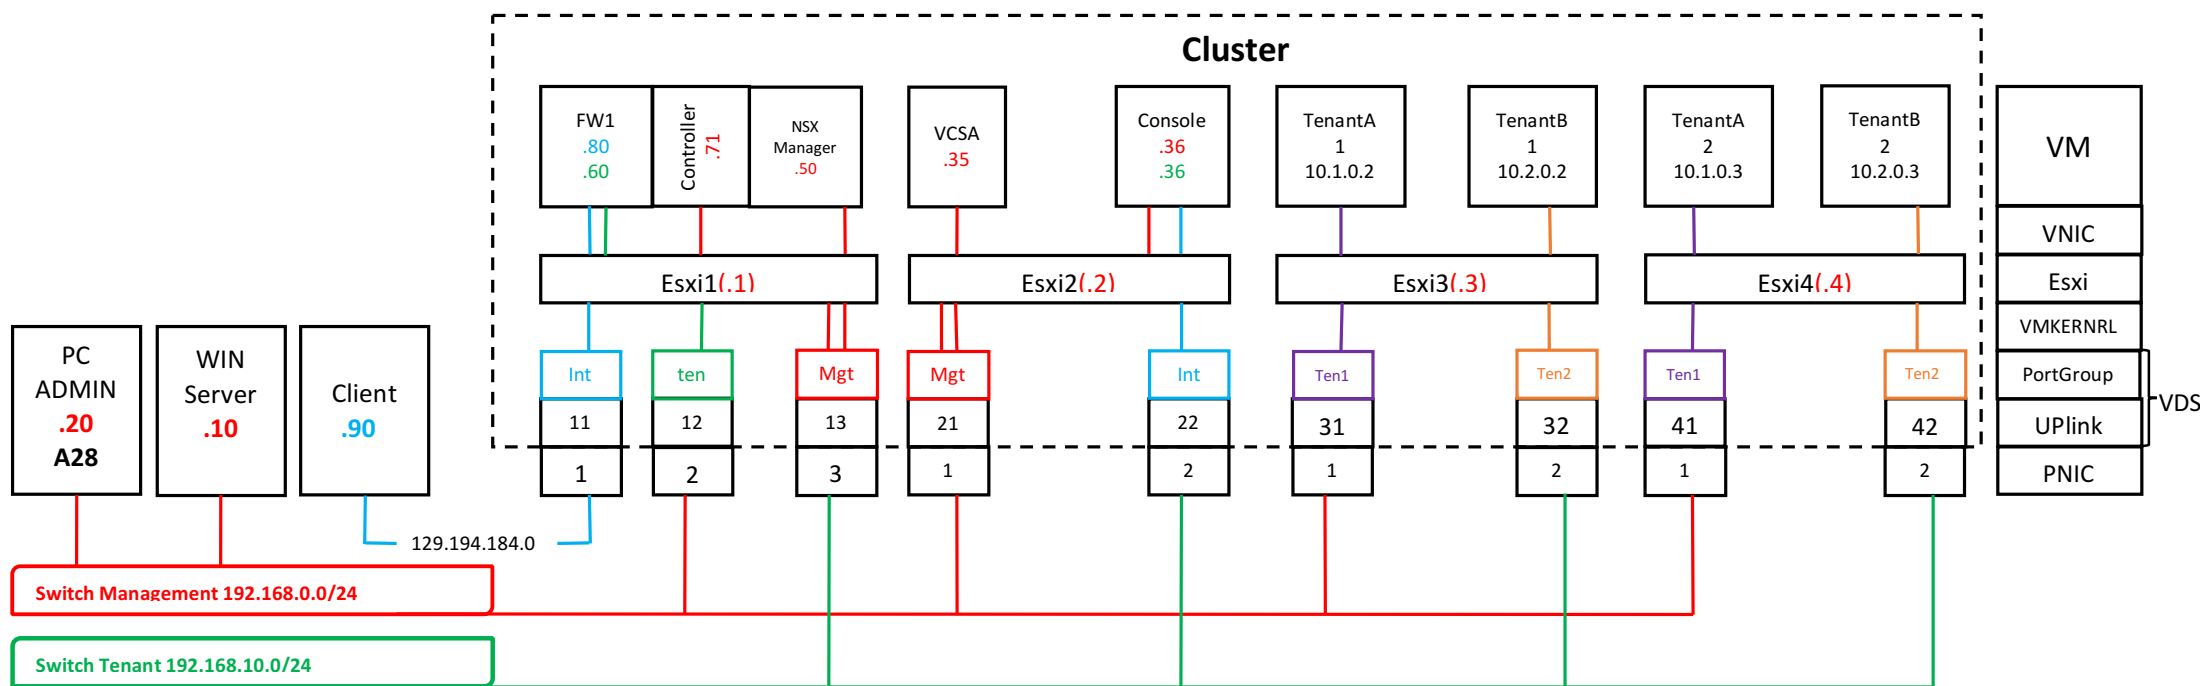 Cluster
FW1
.80
.60
Controller
.71
NSX
Manager
.50
VCSA
.35
Console
.36
.36
TenantA
1
10.1.0.2
TenantB
1
10.2.0.2
TenantA
2
10.1.0.3
TenantB
2
10.2.0.3
VM
VNIC
Esxi1(.1)
Esxi2(.2)
Esxi3(.3)
Esxi4(.4)
Esxi
VMKERNRL
PC
ADMIN
.20
A28
WIN
Server
.10
Client
.90
Int
ten
Mgt
Mgt
Int
Ten1
Ten2
Ten1
Ten2
PortGroup
VDS
11
12
13
21
22
31
32
41
42
UPlink
1
2
3
1
2
1
2
1
2
PNIC
129.194.184.0
Switch Management 192.168.0.0/24
Switch Tenant 192.168.10.0/24